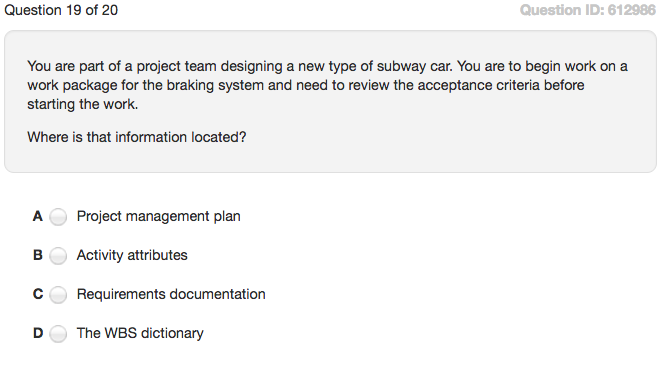 Question 19 of 20
Question ID: 612986
You are part of a project team designing a new type of subway car. You are to begin work on a
work package for the braking system and need to review the acceptance criteria before
starting the work.
Where is that information located?
A Project management plan
B Activity attributes
C Requirements documentation
D The WBS dictionary